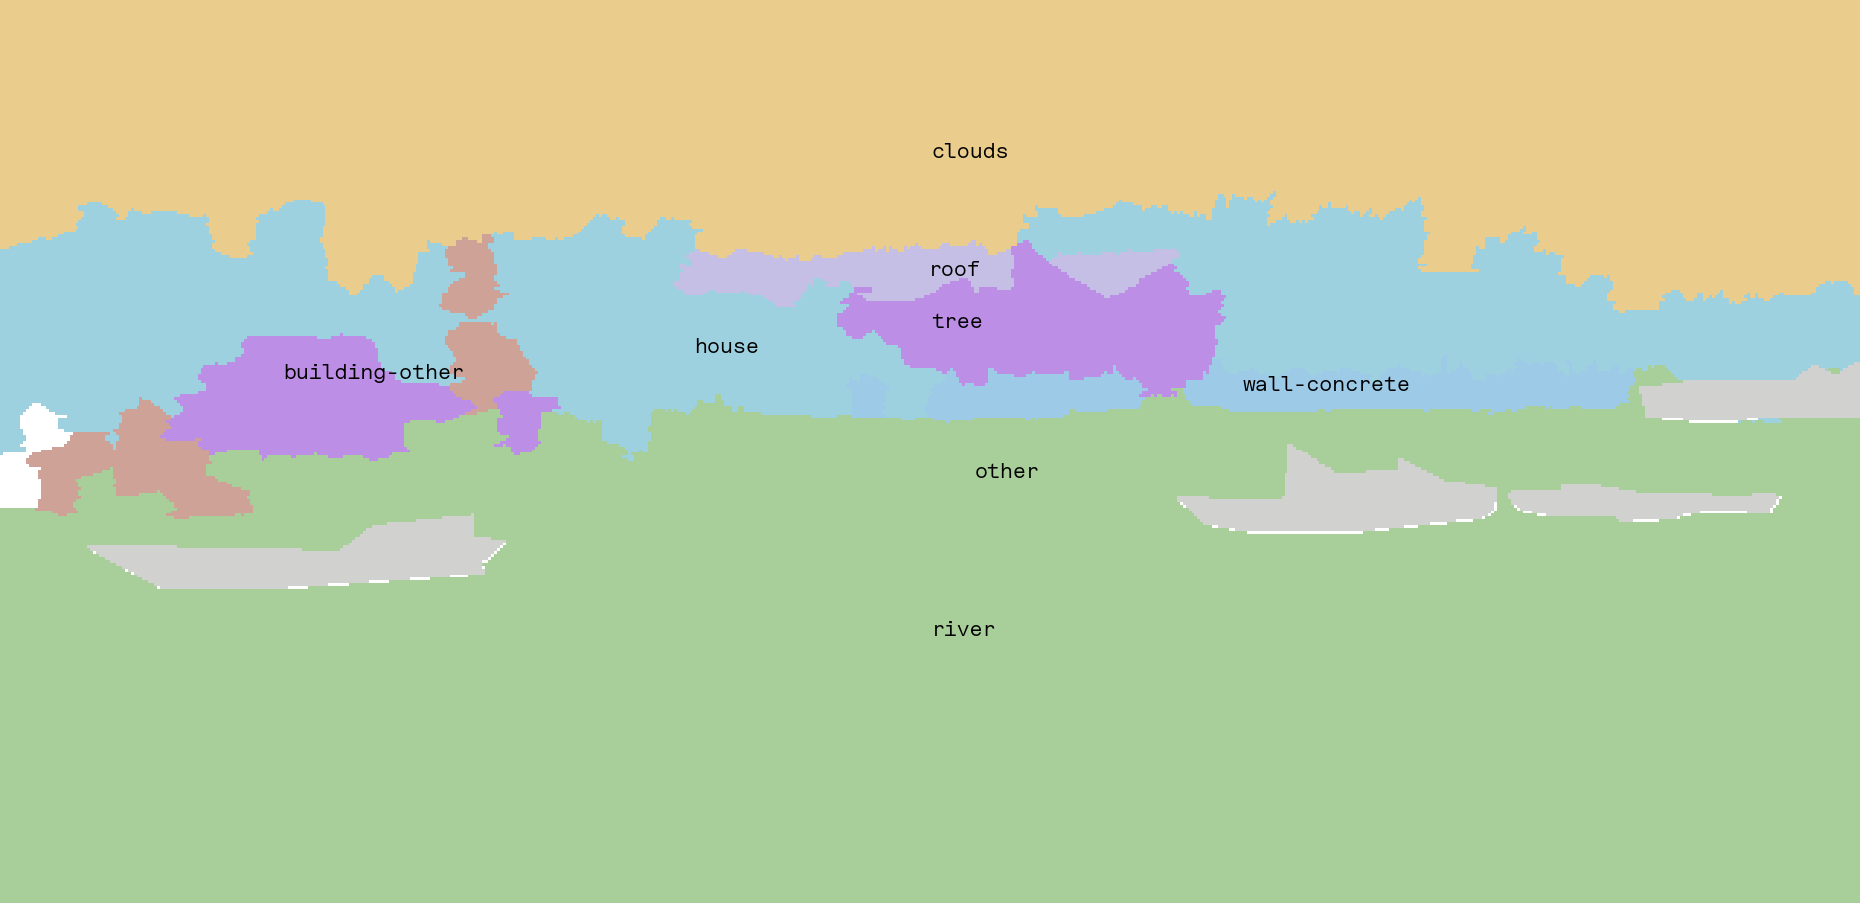 clouds
roof
tree
house
building-other
wall-concrete
other
river